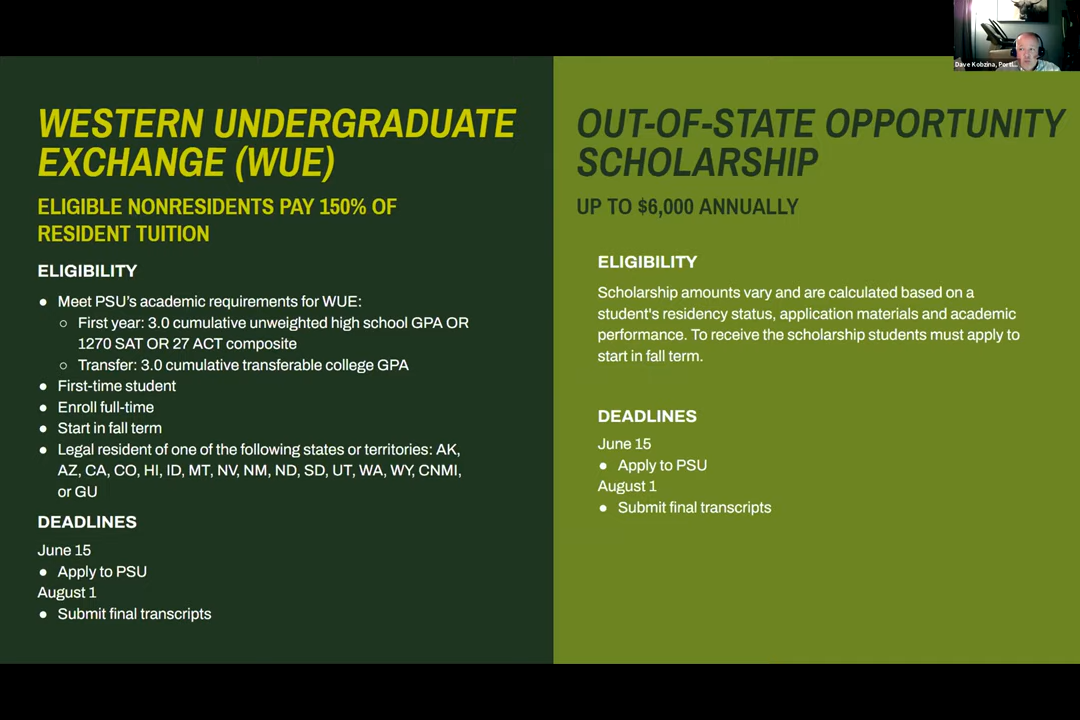 Dave Kobzina, Portl...
WESTERN UNDERGRADUATE
EXCHANGE (WUE)
ELIGIBLE NONRESIDENTS PAY 150% OF
RESIDENT TUITION
ELIGIBILITY
● Meet PSU's academic requirements for WUE:
○ First year: 3.0 cumulative unweighted high school GPA OR
1270 SAT OR 27 ACT composite
○ Transfer: 3.0 cumulative transferable college GPA
● First-time student
● Enroll full-time
● Start in fall term
● Legal resident of one of the following states or territories: AK,
AZ, CA, CO, HI, ID, MT, NV, NM, ND, SD, UT, WA, WY, CNMI,
or GU
DEADLINES
June 15
● Apply to PSU
August 1
● Submit final transcripts
OUT-OF-STATE OPPORTUNITY
SCHOLARSHIP
UP TO $6,000 ANNUALLY
ELIGIBILITY
Scholarship amounts vary and are calculated based on a
student's residency status, application materials and academic
performance. To receive the scholarship students must apply to
start in fall term.
DEADLINES
June 15
● Apply to PSU
August 1
● Submit final transcripts